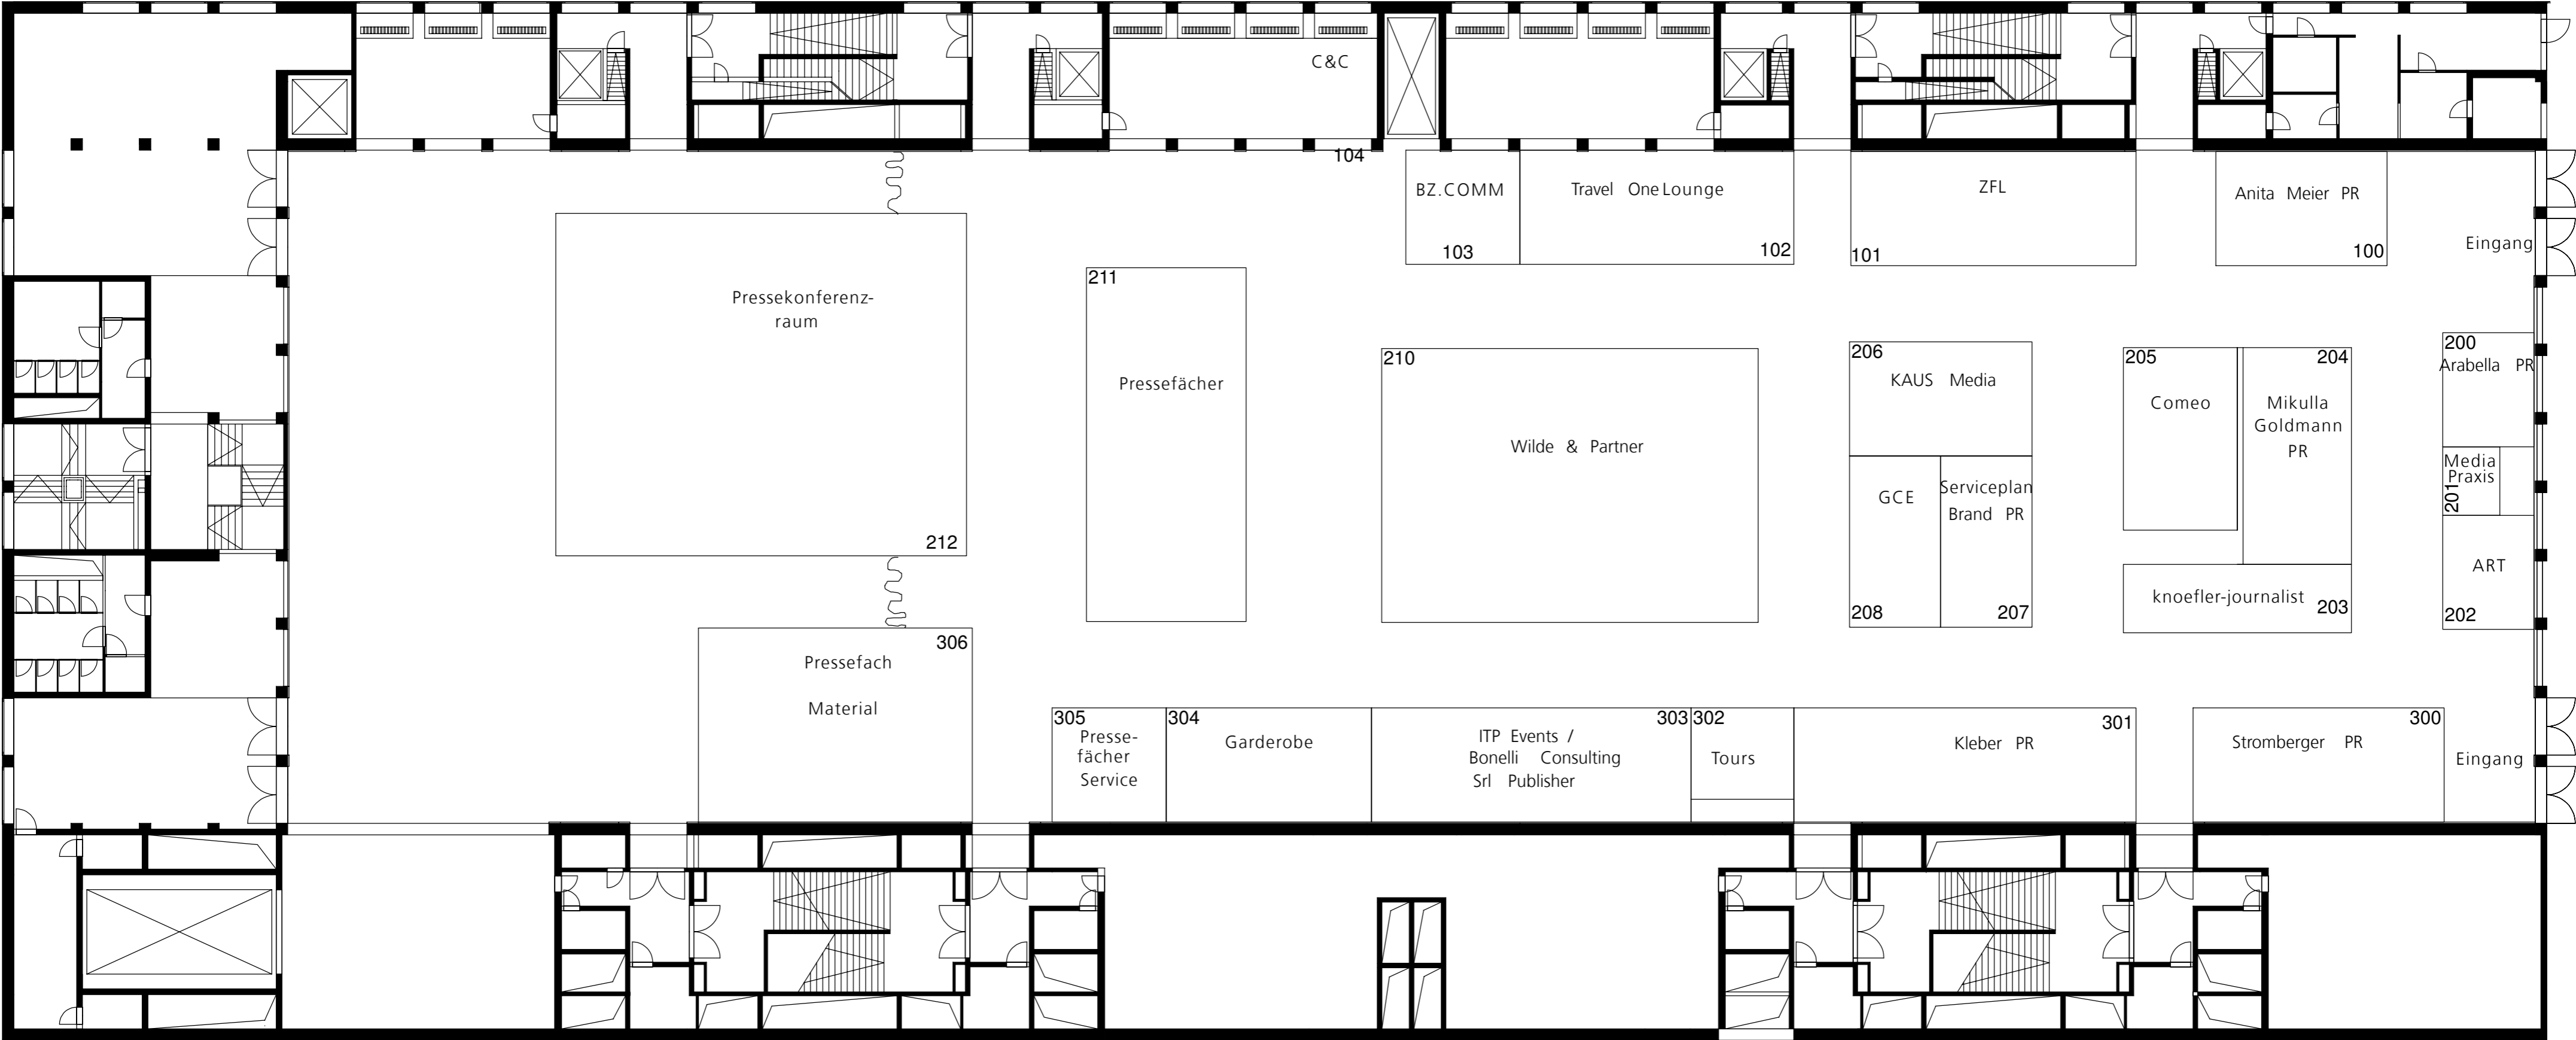 C&C
104
BZ.COMM
103
Travel One Lounge
102
ZFL
101
Anita Meier PR
100
Eingang
Pressekonferenz-
raum
212
211
Pressefächer
210
Wilde & Partner
206
KAUS Media
GCE
208
Serviceplan
Brand PR
207
205
Comeo
204
Mikulla
Goldmann
PR
knoefler-journalist
203
200
Arabella PR
Media
Praxis
201
ART
202
306
Pressefach
Material
305
Presse-
fächer
Service
304
Garderobe
303
ITP Events /
Bonelli Consulting
Srl Publisher
302
Tours
301
Kleber PR
300
Stromberger PR
Eingang